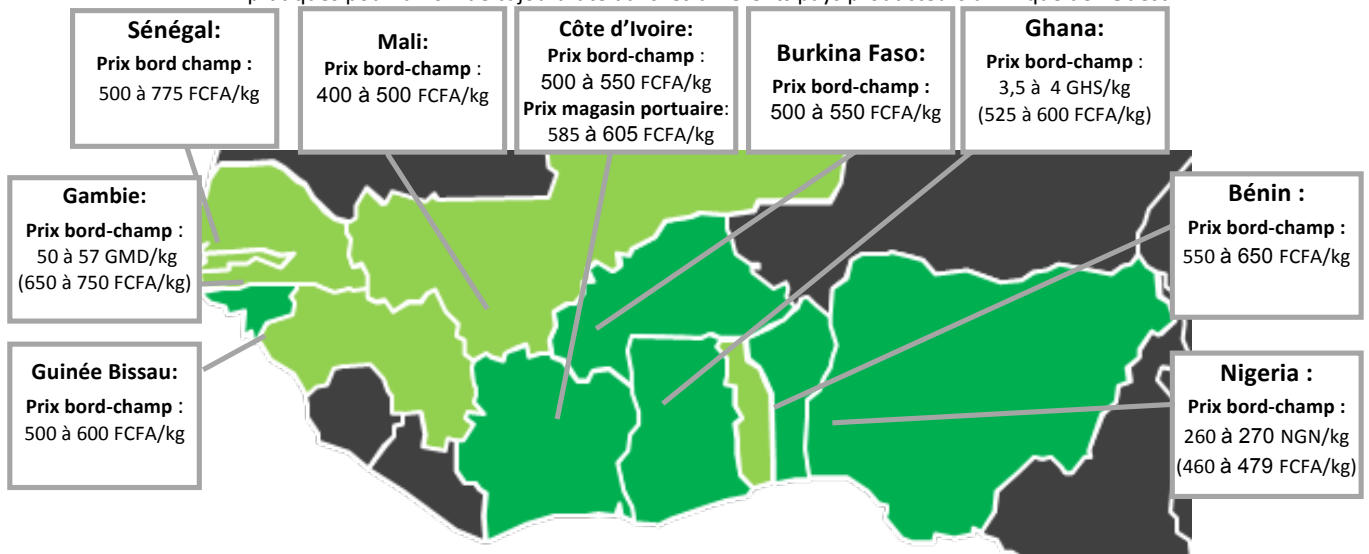 Sénégal:
Prix bord champ :
500 à 775 FCFA/kg
Mali:
Prix bord-champ :
400 à 500 FCFA/kg
Côte d'Ivoire:
Prix bord-champ :
500 à 550 FCFA/kg
Prix magasin portuaire:
585 à 605 FCFA/kg
Burkina Faso:
Prix bord-champ :
500 à 550 FCFA/kg
Ghana:
Prix bord-champ :
3,5 à 4 GHS/kg
(525 à 600 FCFA/kg)
Gambie:
Prix bord-champ :
50 à 57 GMD/kg
(650 à 750 FCFA/kg)
Bénin :
Prix bord-champ :
550 à 650 FCFA/kg
Guinée Bissau:
Prix bord-champ :
500 à 600 FCFA/kg
Nigeria :
Prix bord-champ :
260 à 270 NGN/kg
(460 à 479 FCFA/kg)